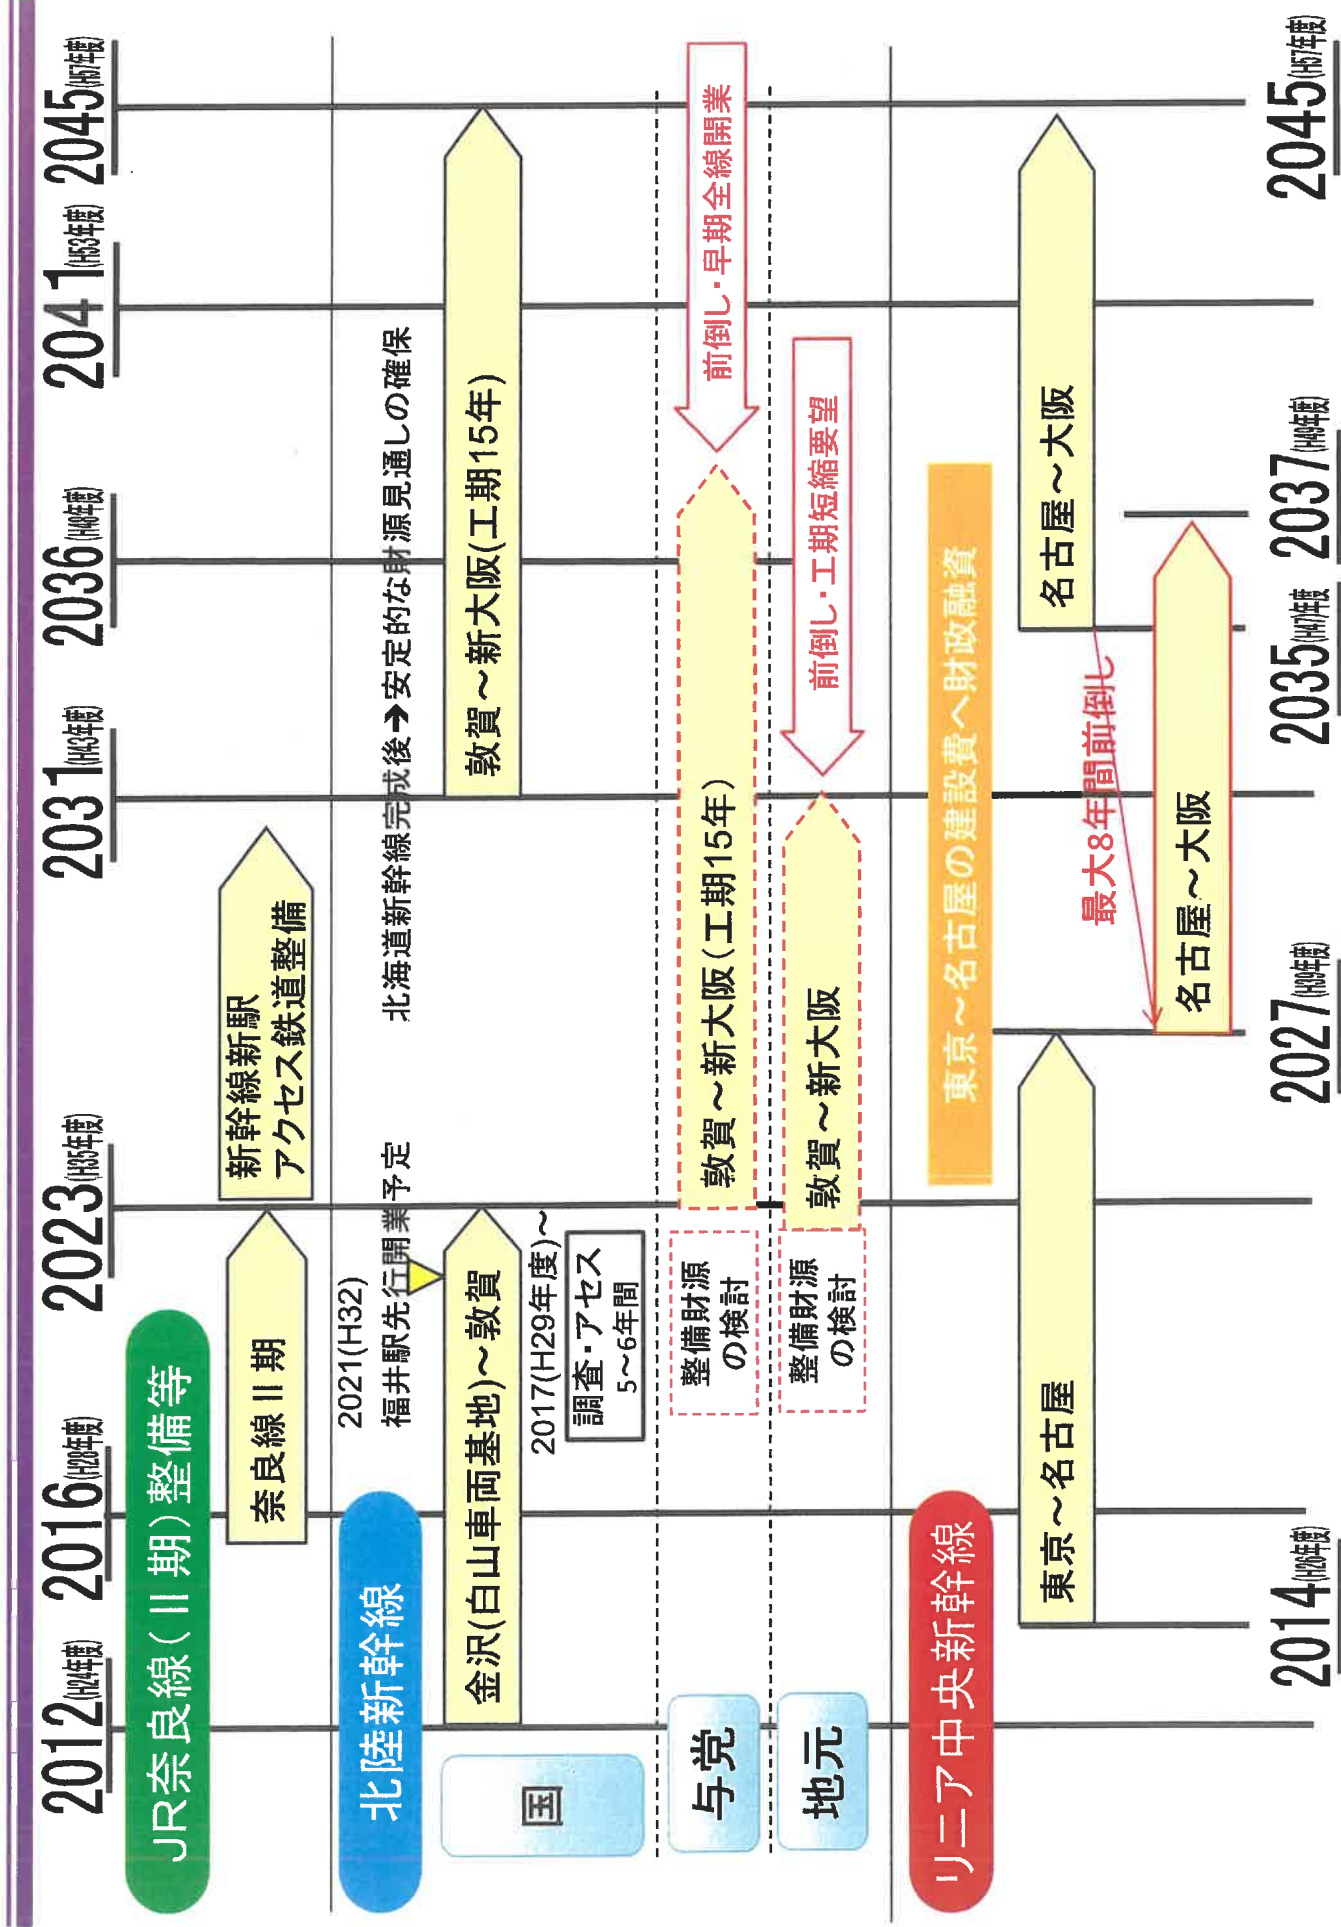 2012(H24年度)
2016(H28年度)
2023(H35年度)
2031(H43年度)
2036(H48年度)
2041(H53年度)
2045(H57年度)
JR奈良線(Ⅱ期)整備等
奈良線Ⅱ期
新幹線新駅
アクセス鉄道整備
北陸新幹線
2021(H32)
福井駅先行開業予定
北海道新幹線完成後➔安定的な財源見通しの確保
国
金沢(白山車両基地)～敦賀
敦賀～新大阪(工期15年)
2017(H29年度)～
調査・アセス
5～6年間
与党
整備財源
の検討
敦賀～新大阪(工期15年)
前倒し・早期全線開業
地元
整備財源
の検討
敦賀～新大阪
前倒し・工期短縮要望
リニア中央新幹線
東京～名古屋の建設費へ財政融資
東京～名古屋
名古屋～大阪
最大8年間前倒し
名古屋～大阪
2014(H26年度)
2027(H39年度)
2035(H47)年度
2037(H49年度)
2045(H57年度)